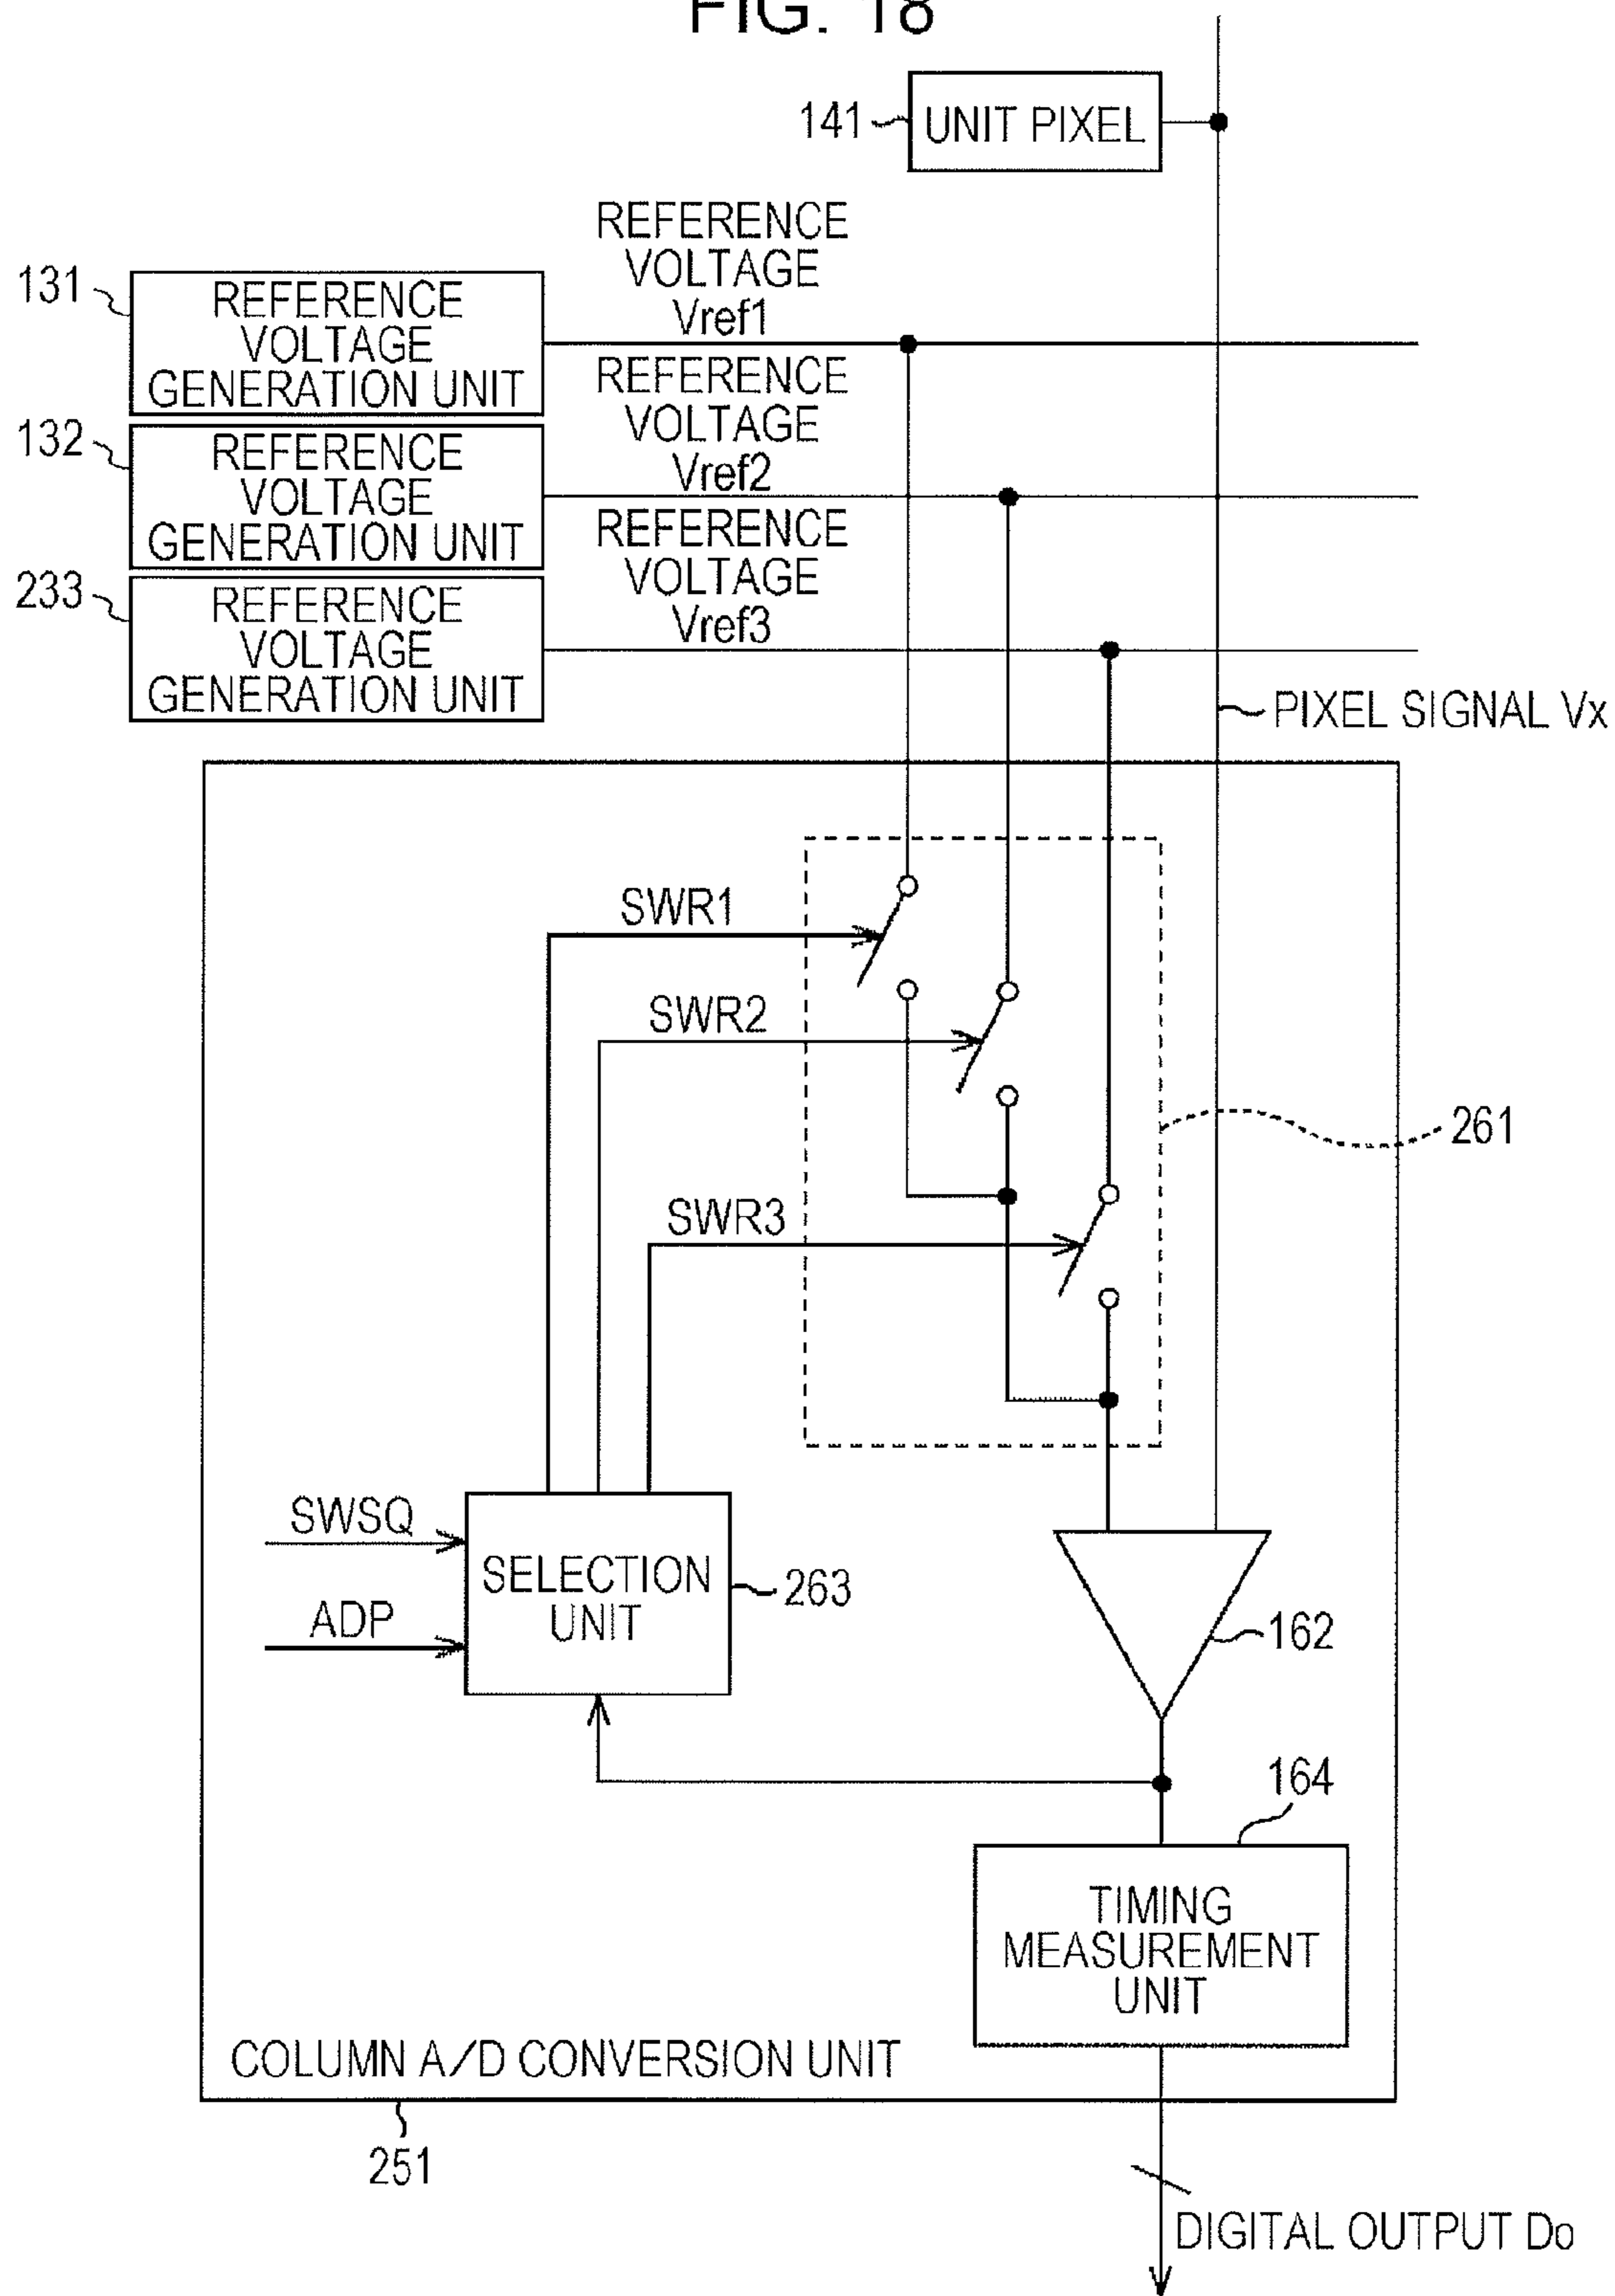 FIG. 18
141
UNIT PIXEL
REFERENCE
VOLTAGE
Vref1
131
REFERENCE
VOLTAGE
GENERATION UNIT
REFERENCE
VOLTAGE
Vref2
132
REFERENCE
VOLTAGE
GENERATION UNIT
REFERENCE
VOLTAGE
Vref3
233
REFERENCE
VOLTAGE
GENERATION UNIT
PIXEL SIGNAL Vx
SWR1
SWR2
261
SWR3
SWSQ
ADP
SELECTION
UNIT
263
162
164
TIMING
MEASUREMENT
UNIT
COLUMN A/D CONVERSION UNIT
251
DIGITAL OUTPUT Do